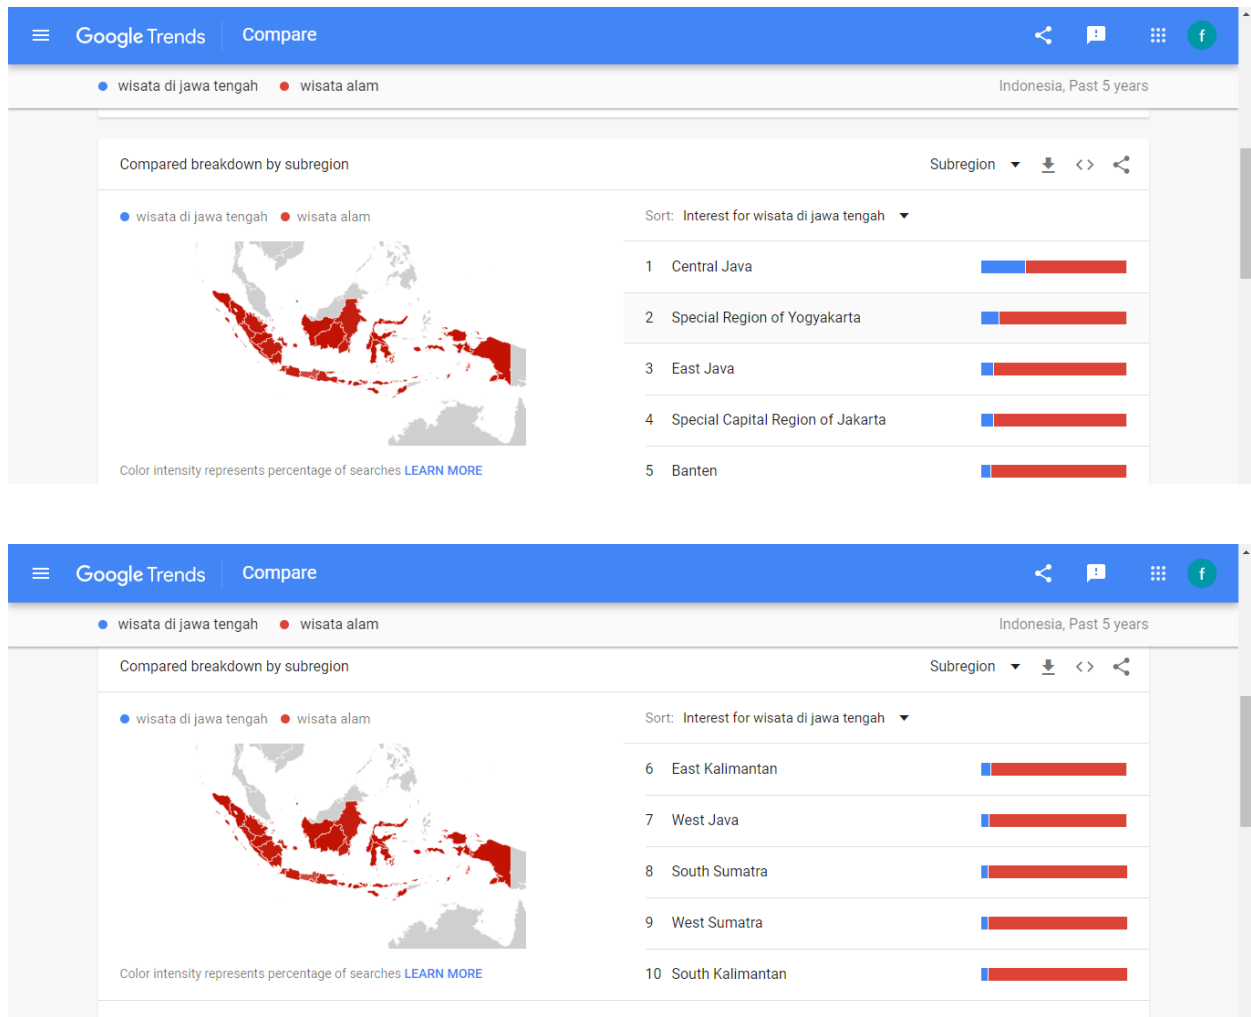 Google Trends Compare f
wisata di jawa tengah wisata alam Indonesia, Past 5 years
Compared breakdown by subregion Subregion
wisata di jawa tengah wisata alam Sort: Interest for wisata di jawa tengah
1 Central Java
2 Special Region of Yogyakarta
3 East Java
4 Special Capital Region of Jakarta
Color intensity represents percentage of searches LEARN MORE
5 Banten
Google Trends Compare f
wisata di jawa tengah wisata alam Indonesia, Past 5 years
Compared breakdown by subregion Subregion
wisata di jawa tengah wisata alam Sort: Interest for wisata di jawa tengah
6 East Kalimantan
7 West Java
8 South Sumatra
9 West Sumatra
Color intensity represents percentage of searches LEARN MORE
10 South Kalimantan